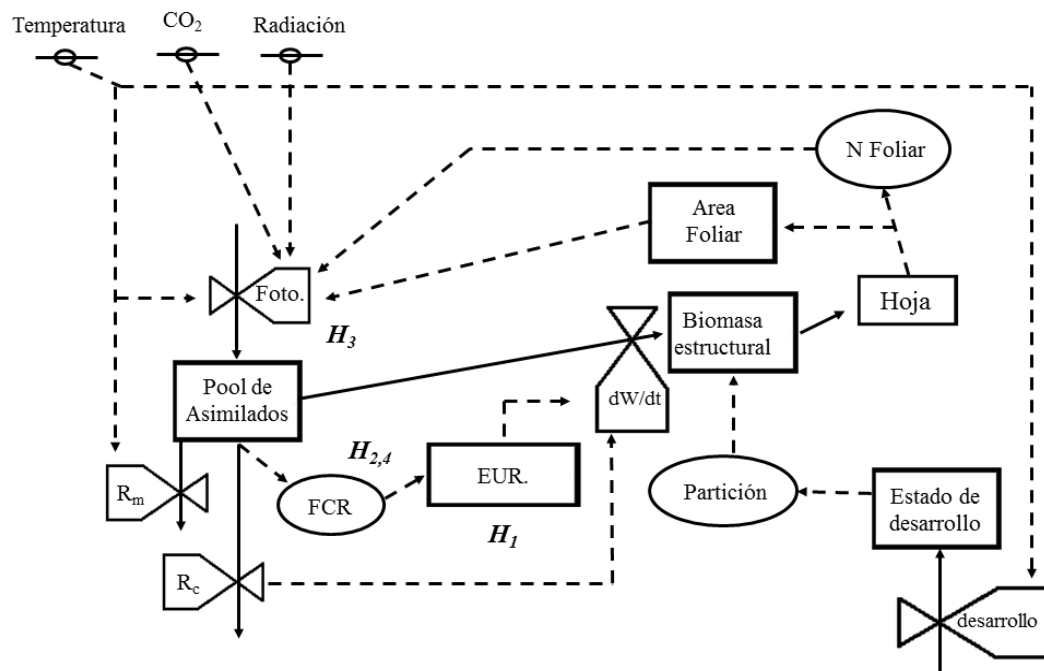 Temperatura
CO₂
Radiación
N Foliar
Area
Foliar
Foto.
Hoja
H₃
Biomasa
estructural
Pool de
Asimilados
dW/dt
H₂,₄
Rₘ
FCR
EUR.
Partición
Estado de
desarrollo
H₁
R꜀
desarrollo